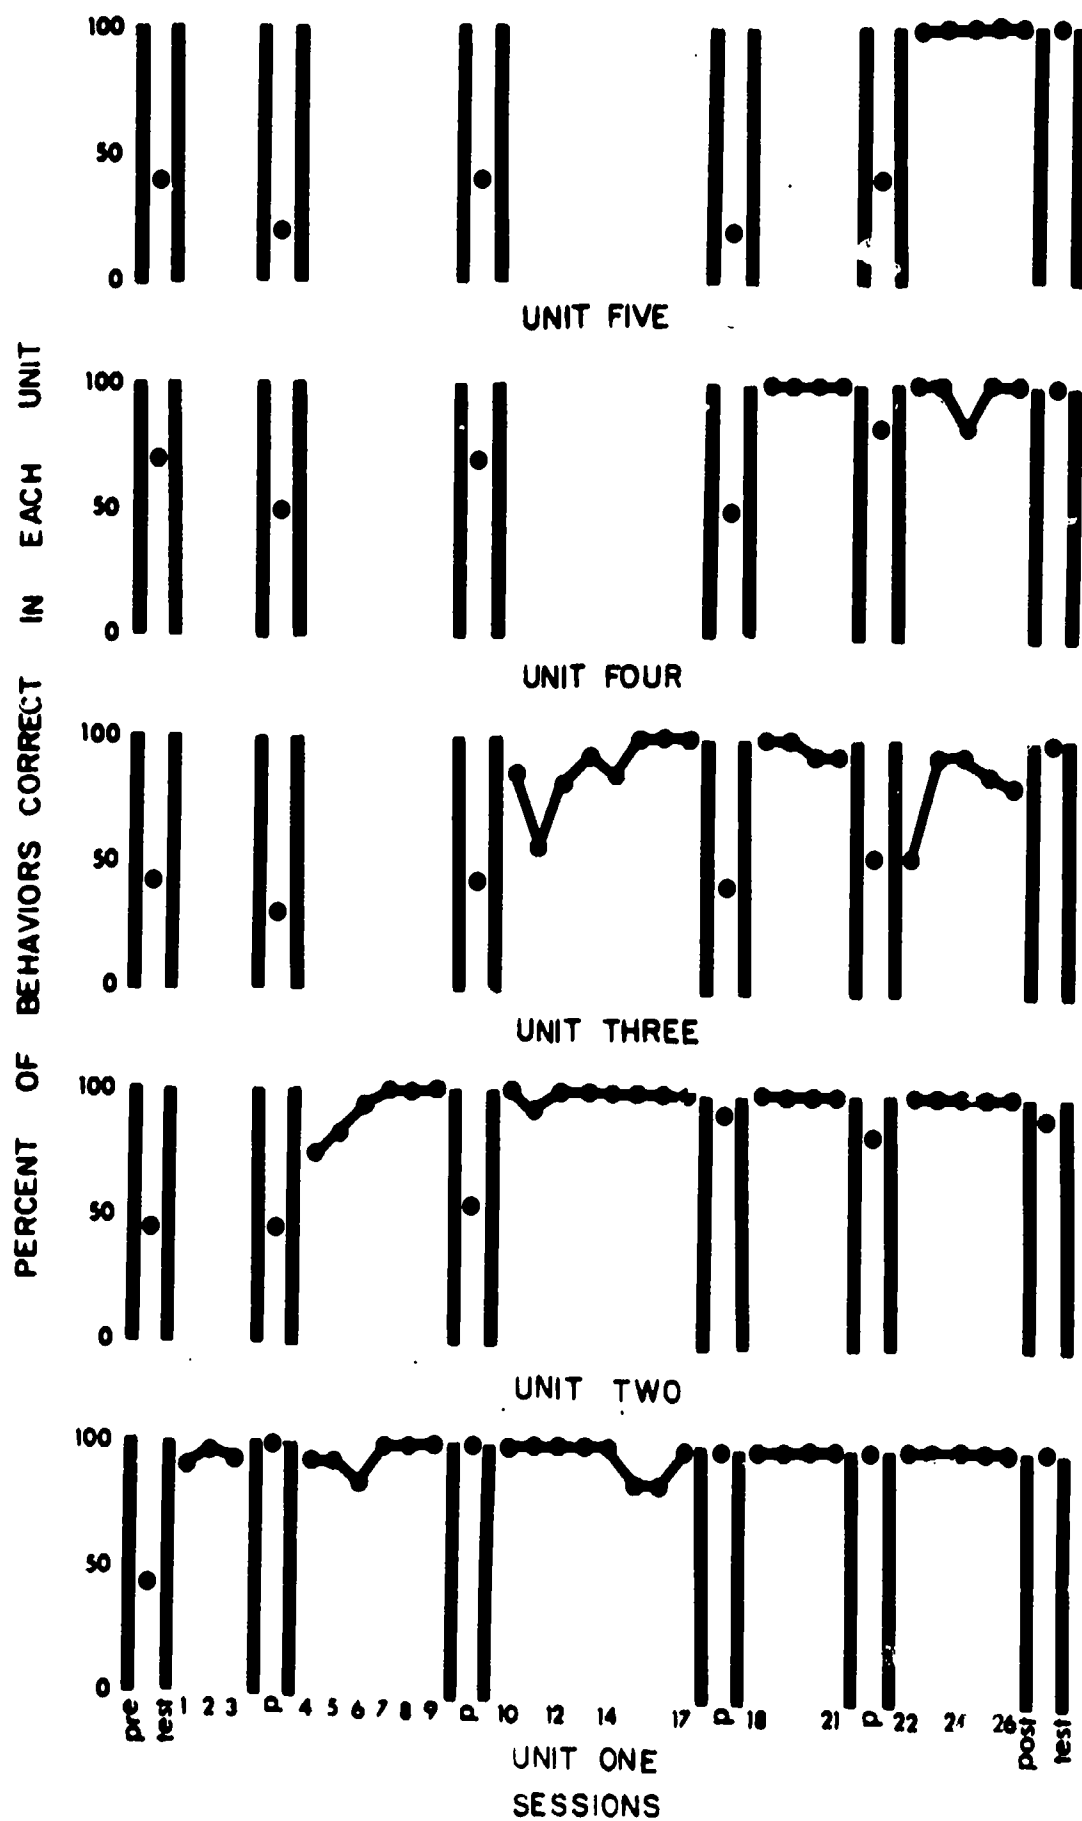 PERCENT OF BEHAVIORS CORRECT IN EACH UNIT
100
50
0
UNIT FIVE
100
50
0
UNIT FOUR
100
50
0
UNIT THREE
100
50
0
UNIT TWO
100
50
0
pre test 1 2 3 P 4 5 6 7 8 9 P 10 12 14 17 P 18 21 P 22 24 26 post test
UNIT ONE
SESSIONS